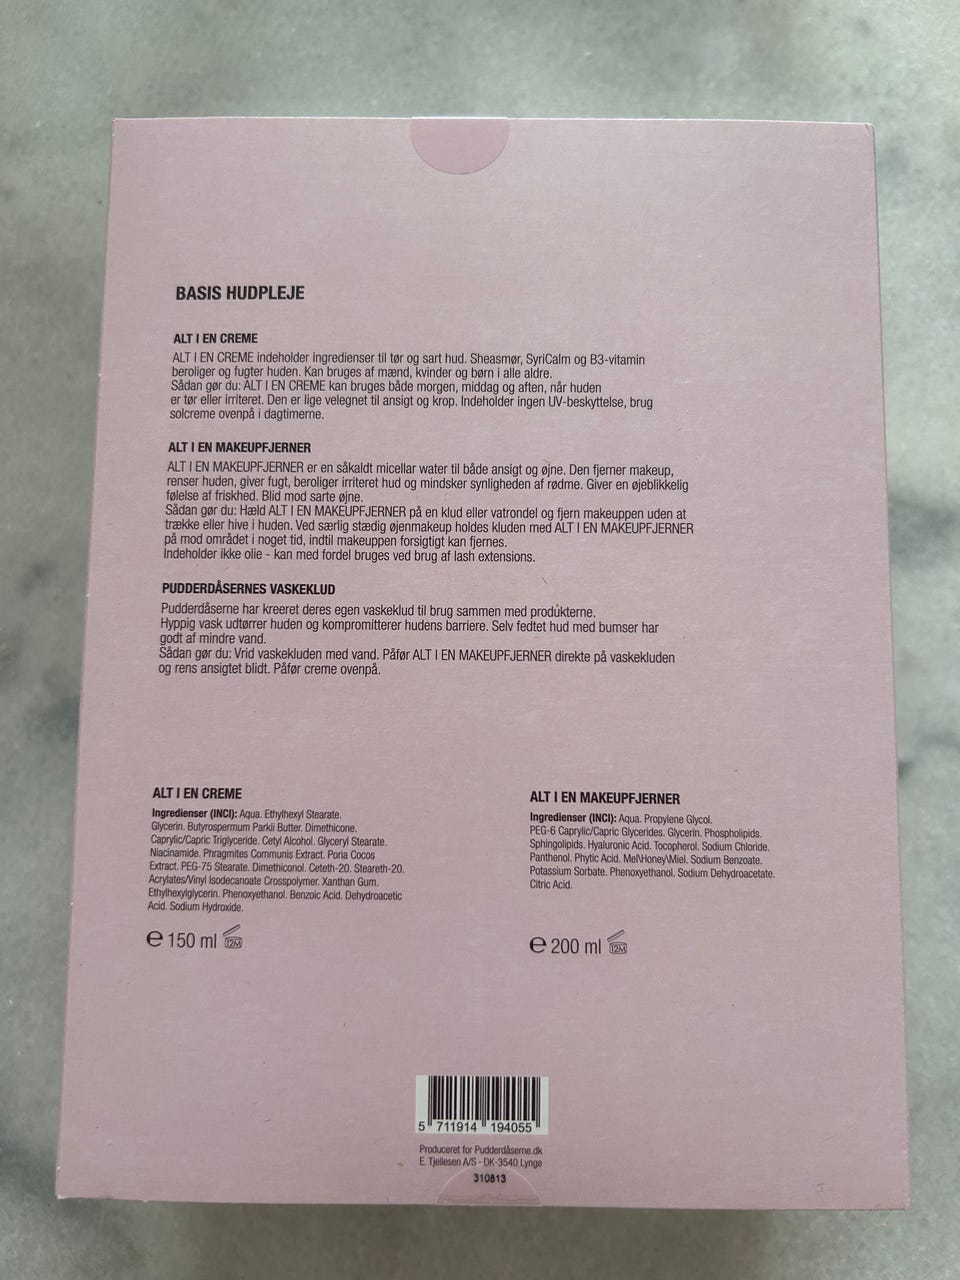 BASIS HUDPLEJE
ALT I EN CREME
ALT I EN CREME indeholder ingredienser til tør og sart hud. Sheasmør, SyriCalm og B3-vitamin
beroliger og fugter huden. Kan bruges af mænd, kvinder og børn i alle aldre.
Sådan gør du: ALT I EN CREME kan bruges både morgen, middag og aften, når huden
er tør eller irriteret. Den er lige velegnet til ansigt og krop. Indeholder ingen UV-beskyttelse, brug
solcreme ovenpå i dagtimerne.
ALT I EN MAKEUPFJERNER
ALT I EN MAKEUPFJERNER er en såkaldt micellar water til både ansigt og øjne. Den fjerner makeup,
renser huden, giver fugt, beroliger irriteret hud og mindsker synligheden af rødme. Giver en øjeblikkelig
følelse af friskhed. Blid mod sarte øjne.
Sådan gør du: Hæld ALT I EN MAKEUPFJERNER på en klud eller vatrondel og fjern makeuppen uden at
trække eller hive i huden. Ved særlig stædig øjenmakeup holdes kluden med ALT I EN MAKEUPFJERNER
på mod området i noget tid, indtil makeuppen forsigtigt kan fjernes.
Indeholder ikke olie - kan med fordel bruges ved brug af lash extensions.
PUDDERDÅSERNES VASKEKLUD
Pudderdåserne har kreeret deres egen vaskeklud til brug sammen med produkterne.
Hyppig vask udtørrer huden og kompromitterer hudens barriere. Selv fedtet hud med bumser har
godt af mindre vand.
Sådan gør du: Vrid vaskekluden med vand. Påfør ALT I EN MAKEUPFJERNER direkte på vaskekluden
og rens ansigtet blidt. Påfør creme ovenpå.
ALT I EN CREME
Ingredienser (INCI): Aqua. Ethylhexyl Stearate.
Glycerin. Butyrospermum Parkii Butter. Dimethicone.
Caprylic/Capric Triglyceride. Cetyl Alcohol. Glyceryl Stearate.
Niacinamide. Phragmites Communis Extract. Poria Cocos
Extract. PEG-75 Stearate. Dimethiconol. Ceteth-20. Steareth-20.
Acrylates/Vinyl Isodecanoate Crosspolymer. Xanthan Gum.
Ethylhexylglycerin. Phenoxyethanol. Benzoic Acid. Dehydroacetic
Acid. Sodium Hydroxide.
e 150 ml 12M
ALT I EN MAKEUPFJERNER
Ingredienser (INCI): Aqua. Propylene Glycol.
PEG-6 Caprylic/Capric Glycerides. Glycerin. Phospholipids.
Sphingolipids. Hyaluronic Acid. Tocopherol. Sodium Chloride.
Panthenol. Phytic Acid. Mel\Honey\Miel. Sodium Benzoate.
Potassium Sorbate. Phenoxyethanol. Sodium Dehydroacetate.
Citric Acid.
e 200 ml 12M
5 711914 194055
Produceret for Pudderdåserne.dk
E. Tjellesen A/S - DK-3540 Lynge
310813